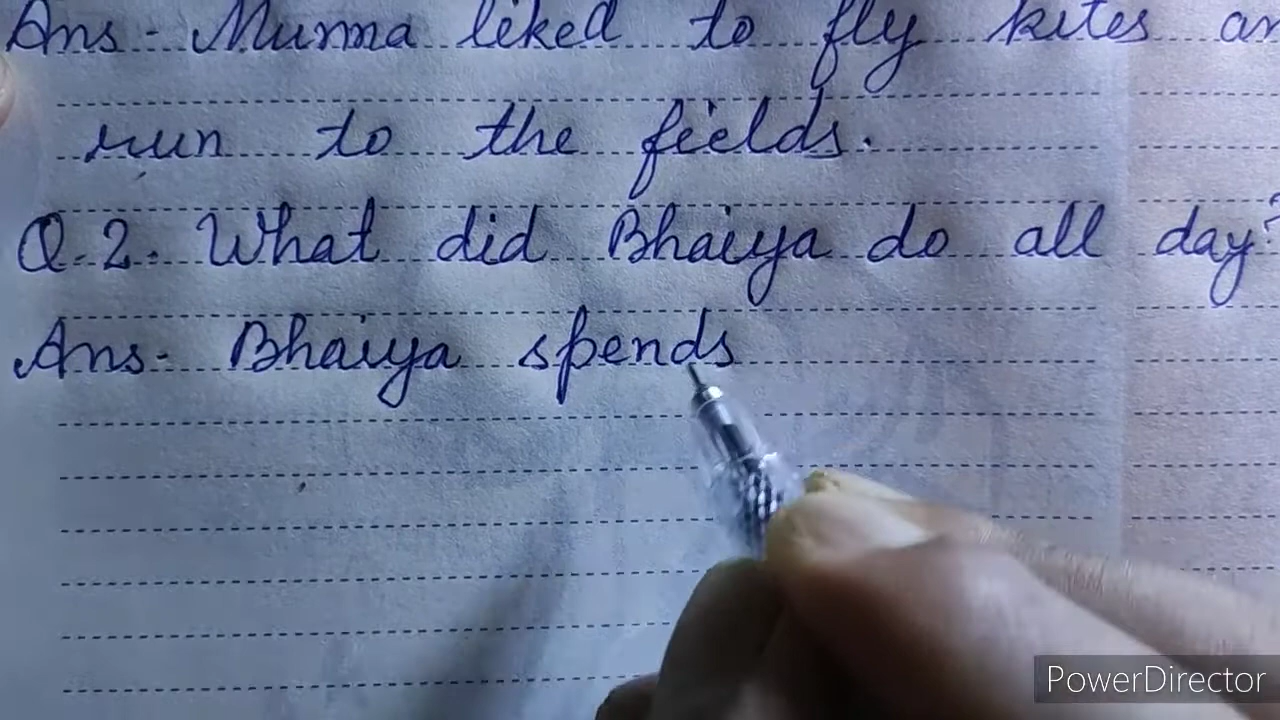 Ans - Munna liked to fly kites an
run to the fields.
Q.2. What did Bhaiya do all day?
Ans - Bhaiya spends
PowerDirector